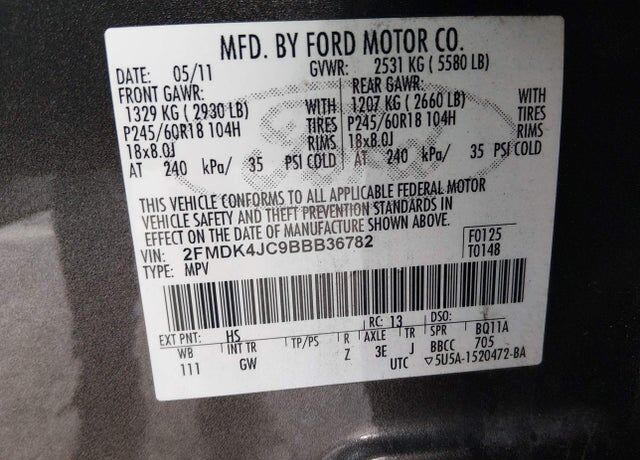 MFD. BY FORD MOTOR CO.
DATE: 05/11 GVWR: 2531 KG ( 5580 LB)
FRONT GAWR: REAR GAWR:
1329 KG ( 2930 LB) WITH 1207 KG ( 2660 LB) WITH
P245/60R18 104H TIRES P245/60R18 104H TIRES
18x8.0J RIMS 18x8.0J RIMS
AT 240 kPa/ 35 PSI COLD AT 240 kPa/ 35 PSI COLD
THIS VEHICLE CONFORMS TO ALL APPLICABLE FEDERAL MOTOR
VEHICLE SAFETY AND THEFT PREVENTION STANDARDS IN
EFFECT ON THE DATE OF MANUFACTURE SHOWN ABOVE.
VIN: 2FMDK4JC9BBB36782 F0125
TYPE: MPV T0148
EXT PNT: HS RC: 13 DSO:
WB INT TR TP/PS R AXLE TR SPR BQ11A
111 GW Z 3E J BBCC 705
UTC ▽5U5A-1520472-BA